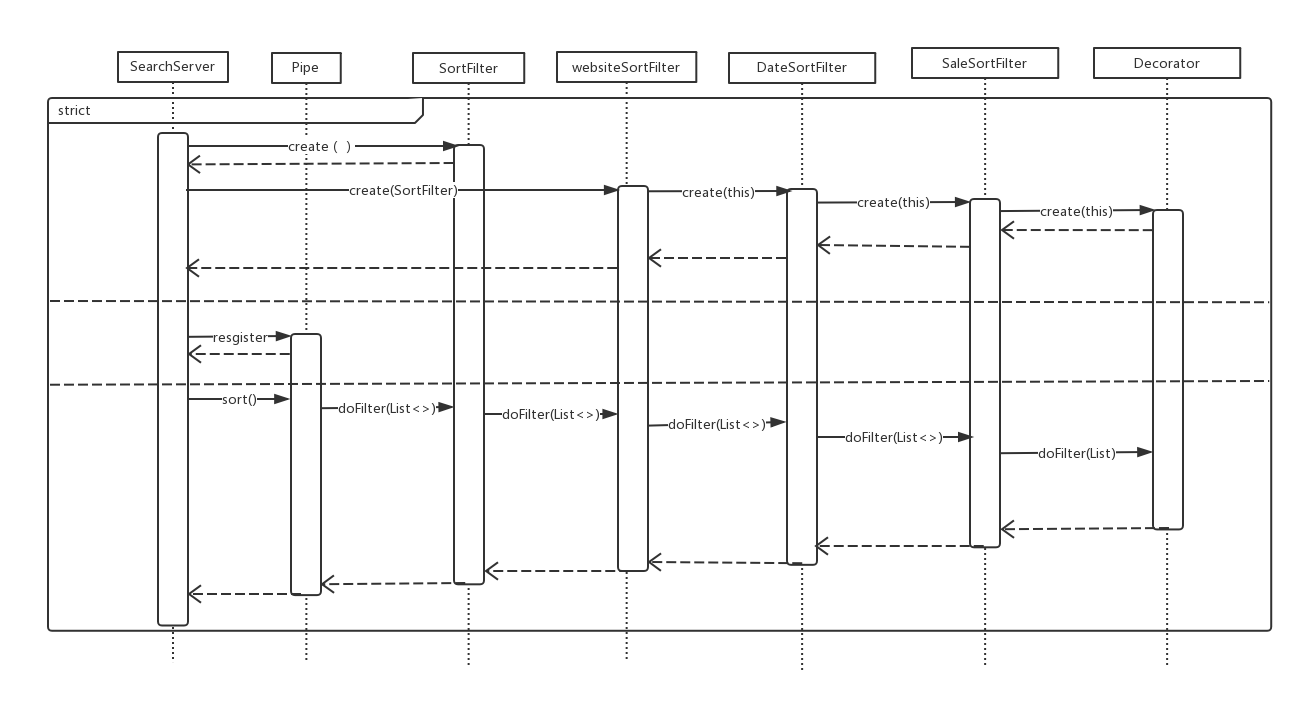 SearchServer
Pipe
SortFilter
websiteSortFilter
DateSortFilter
SaleSortFilter
Decorator
strict
create (  )
create(SortFilter)
create(this)
create(this)
create(this)
resgister
sort()
doFilter(List<>)
doFilter(List<>)
doFilter(List<>)
doFilter(List<>)
doFilter(List)